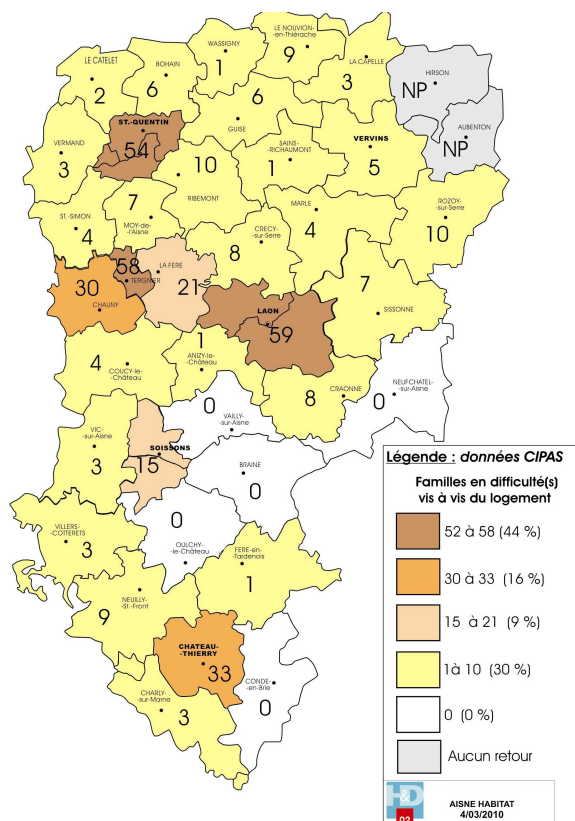 LE NOUVION-
-en-Thiérache
9
WASSIGNY
1
LE CATELET
2
BOHAIN
6
LA CAPELLE
3
HIRSON
NP
AUBENTON
NP
VERMAND
3
ST.-QUENTIN
54
6
GUISE
SAINS-
-RICHAUMONT
1
VERVINS
5
10
RIBEMONT
7
MOY-de-
-l'Aisne
ST.-SIMON
4
MARLE
4
ROZOY-
-sur-Serre
10
CRECY-
-sur-Serre
8
58
TERGNIER
LA FERE
21
30
CHAUNY
LAON
59
7
SISSONNE
4
COUCY-le-
-Château
1
ANIZY-le-
-Château
8
CRAONNE
NEUFCHATEL-
-sur-Aisne
0
0
VAILLY-
-sur-Aisne
VIC-
-sur-Aisne
3
SOISSONS
15
BRAINE
0
0
OULCHY-
-le-Château
VILLERS-
-COTTERETS
3
FERE-en-
-Tardenois
1
NEUILLY-
-St.-Front
9
CHATEAU-
-THIERRY
33
CONDE-
-en-Brie
0
CHARLY-
-sur-Marne
3
Légende : données CIPAS
Familles en difficulté(s)
vis à vis du logement
52 à 58 (44 %)
30 à 33 (16 %)
15 à 21 (9 %)
1à 10 (30 %)
0 (0 %)
Aucun retour
H&D
02
AISNE HABITAT
4/03/2010